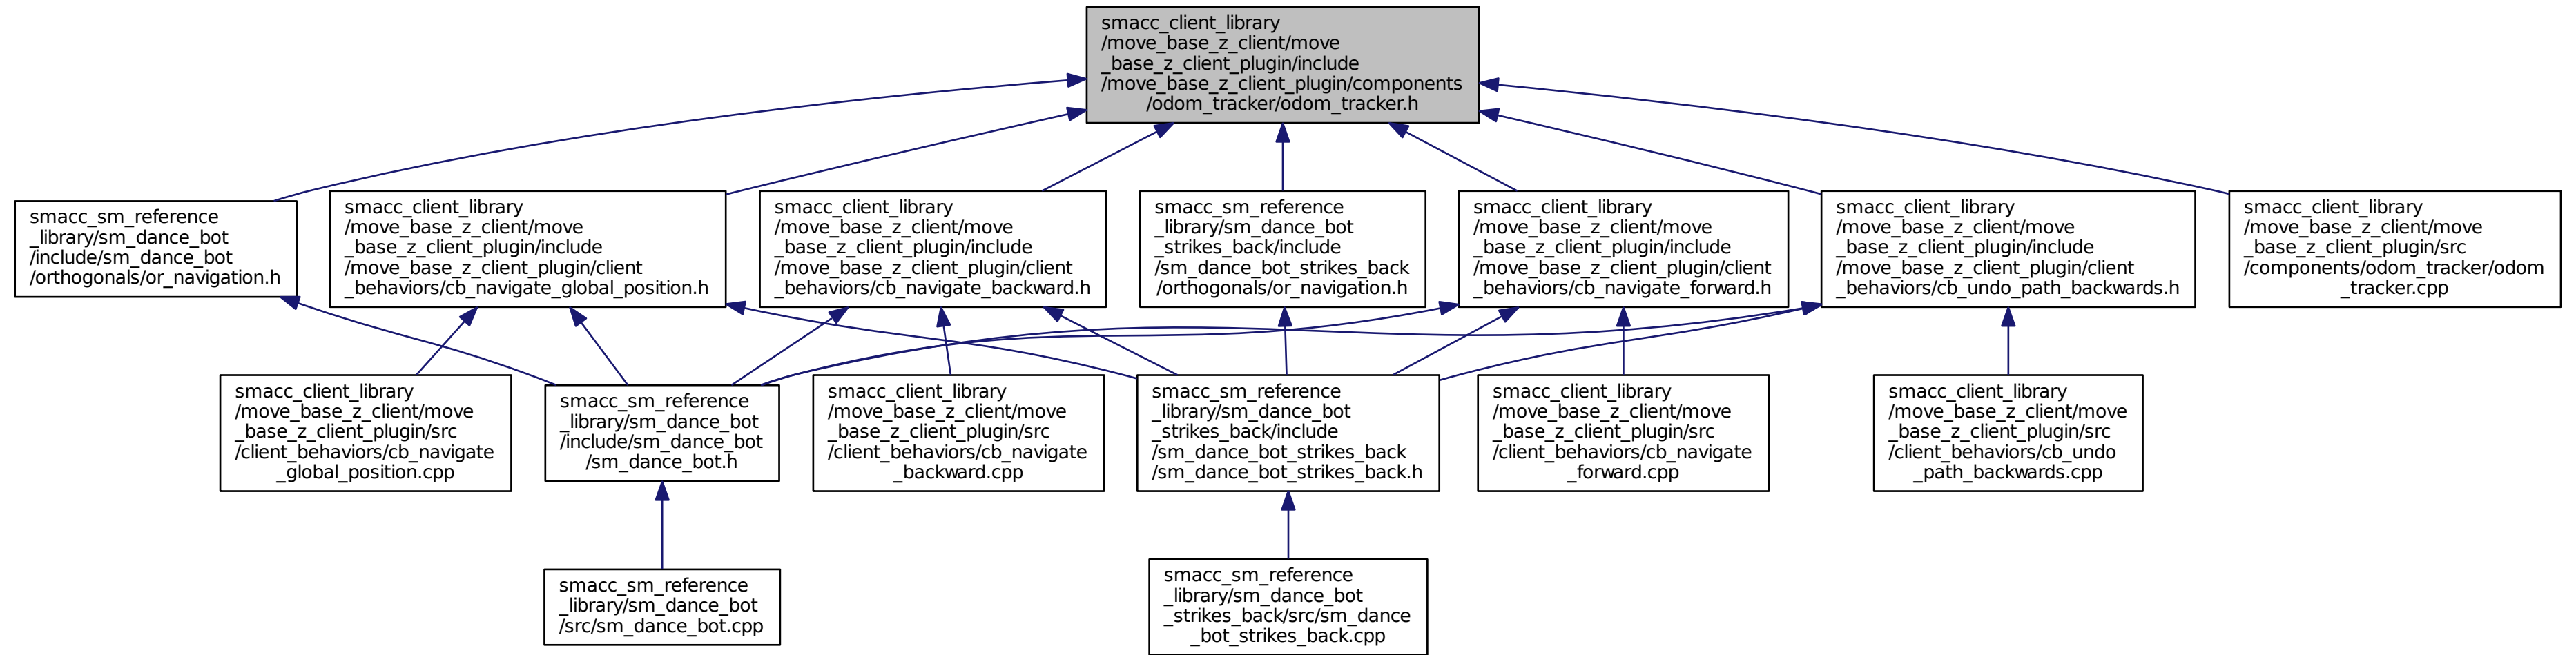 smacc_client_library
/move_base_z_client/move
_base_z_client_plugin/include
/move_base_z_client_plugin/components
/odom_tracker/odom_tracker.h
smacc_sm_reference
_library/sm_dance_bot
/include/sm_dance_bot
/orthogonals/or_navigation.h
smacc_client_library
/move_base_z_client/move
_base_z_client_plugin/include
/move_base_z_client_plugin/client
_behaviors/cb_navigate_global_position.h
smacc_client_library
/move_base_z_client/move
_base_z_client_plugin/include
/move_base_z_client_plugin/client
_behaviors/cb_navigate_backward.h
smacc_sm_reference
_library/sm_dance_bot
_strikes_back/include
/sm_dance_bot_strikes_back
/orthogonals/or_navigation.h
smacc_client_library
/move_base_z_client/move
_base_z_client_plugin/include
/move_base_z_client_plugin/client
_behaviors/cb_navigate_forward.h
smacc_client_library
/move_base_z_client/move
_base_z_client_plugin/include
/move_base_z_client_plugin/client
_behaviors/cb_undo_path_backwards.h
smacc_client_library
/move_base_z_client/move
_base_z_client_plugin/src
/components/odom_tracker/odom
_tracker.cpp
smacc_client_library
/move_base_z_client/move
_base_z_client_plugin/src
/client_behaviors/cb_navigate
_global_position.cpp
smacc_sm_reference
_library/sm_dance_bot
/include/sm_dance_bot
/sm_dance_bot.h
smacc_client_library
/move_base_z_client/move
_base_z_client_plugin/src
/client_behaviors/cb_navigate
_backward.cpp
smacc_sm_reference
_library/sm_dance_bot
_strikes_back/include
/sm_dance_bot_strikes_back
/sm_dance_bot_strikes_back.h
smacc_client_library
/move_base_z_client/move
_base_z_client_plugin/src
/client_behaviors/cb_navigate
_forward.cpp
smacc_client_library
/move_base_z_client/move
_base_z_client_plugin/src
/client_behaviors/cb_undo
_path_backwards.cpp
smacc_sm_reference
_library/sm_dance_bot
/src/sm_dance_bot.cpp
smacc_sm_reference
_library/sm_dance_bot
_strikes_back/src/sm_dance
_bot_strikes_back.cpp